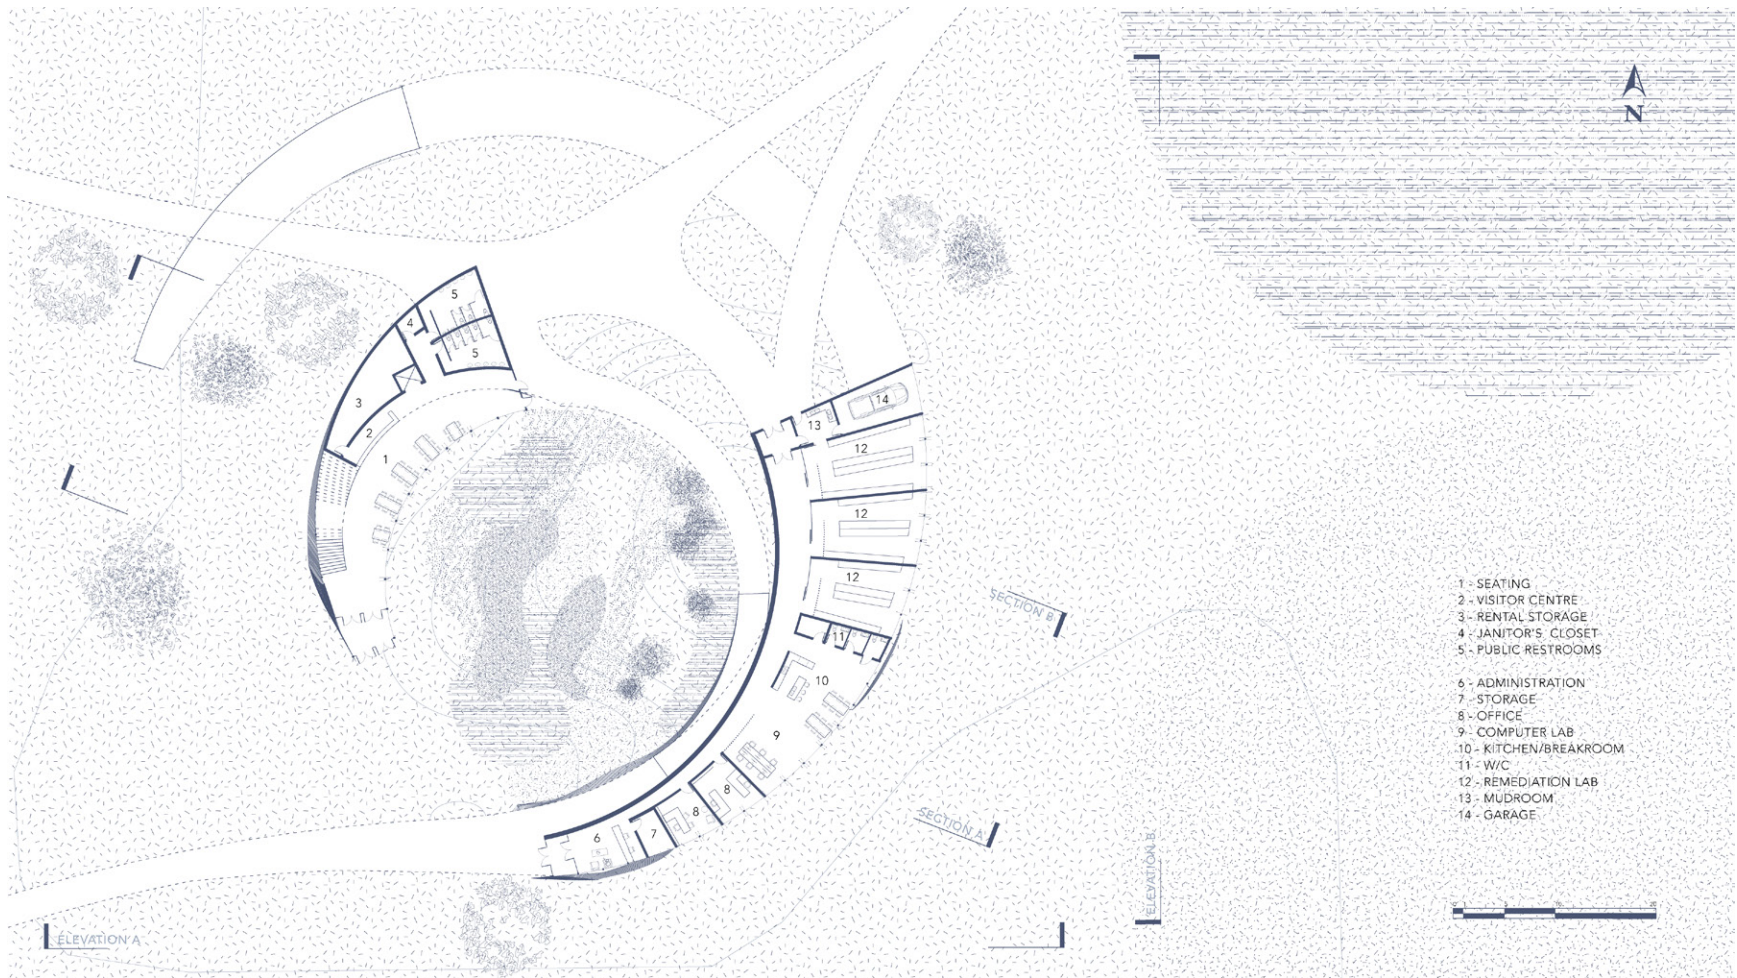 N
5
4
5
3
2
1
14
13
12
12
12
11
10
9
8
8
7
6
SECTION B
SECTION A
ELEVATION B
ELEVATION A
1 - SEATING
2 - VISITOR CENTRE
3 - RENTAL STORAGE
4 - JANITOR'S CLOSET
5 - PUBLIC RESTROOMS
6 - ADMINISTRATION
7 - STORAGE
8 - OFFICE
9 - COMPUTER LAB
10 - KITCHEN/BREAKROOM
11 - W/C
12 - REMEDIATION LAB
13 - MUDROOM
14 - GARAGE